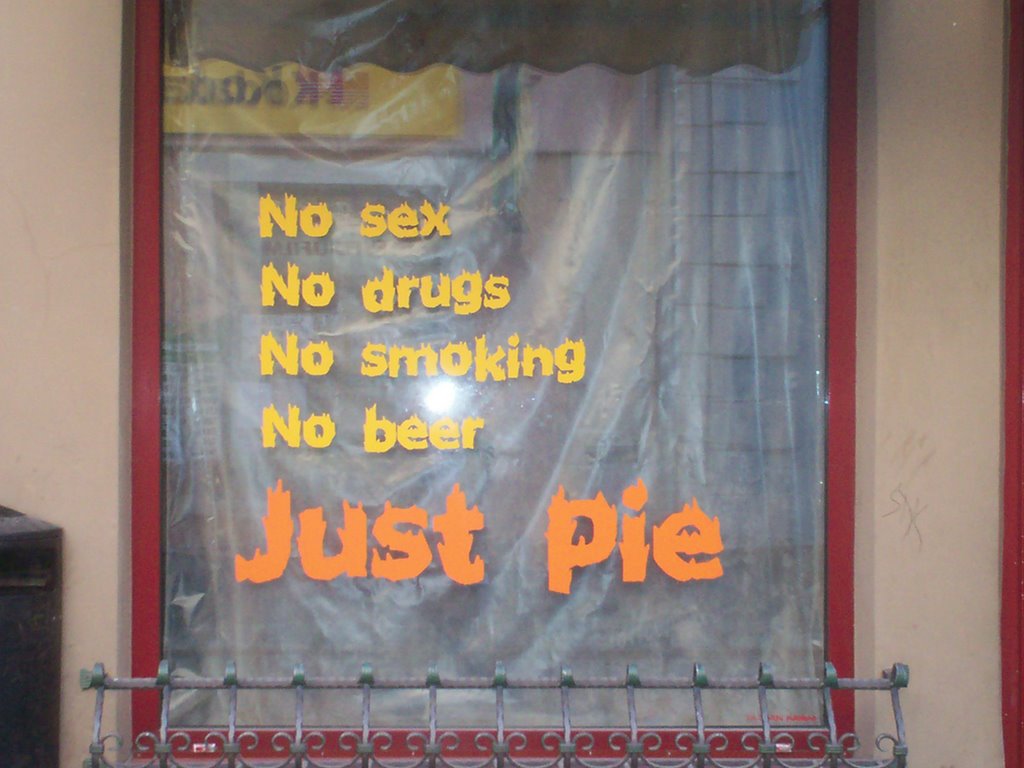 No sex
No drugs
No smoking
No beer
Just pie